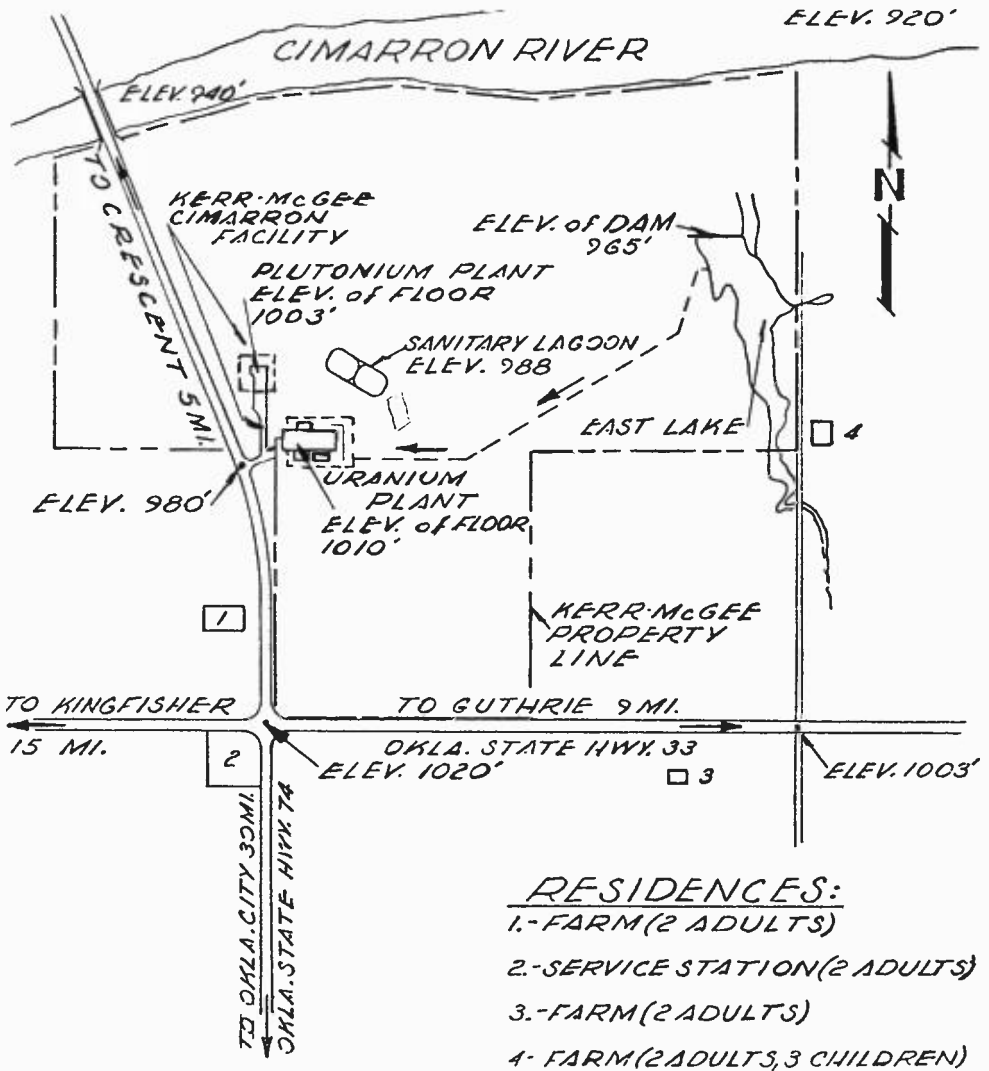 ELEV. 920'
CIMARRON RIVER
ELEV. 940'
N
TO CRESCENT 5 MI.
KERR-McGEE
CIMARRON
FACILITY
ELEV. of DAM
965'
PLUTONIUM PLANT
ELEV. of FLOOR
1003'
SANITARY LAGOON
ELEV. 988
EAST LAKE
4
ELEV. 980'
URANIUM
PLANT
ELEV. of FLOOR
1010'
1
KERR-McGEE
PROPERTY
LINE
TO KINGFISHER
15 MI.
TO GUTHRIE 9 MI.
OKLA. STATE HWY. 33
2
ELEV. 1020'
3
ELEV. 1003'
TO OKLA. CITY 30 MI.
OKLA. STATE HWY. 74
RESIDENCES:
1.-FARM (2 ADULTS)
2.-SERVICE STATION (2 ADULTS)
3.-FARM (2 ADULTS)
4- FARM (2 ADULTS, 3 CHILDREN)